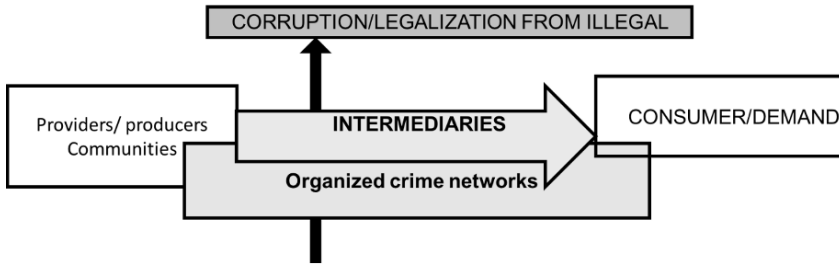 CORRUPTION/LEGALIZATION FROM ILLEGAL
Providers/ producers
Communities
INTERMEDIARIES
CONSUMER/DEMAND
Organized crime networks